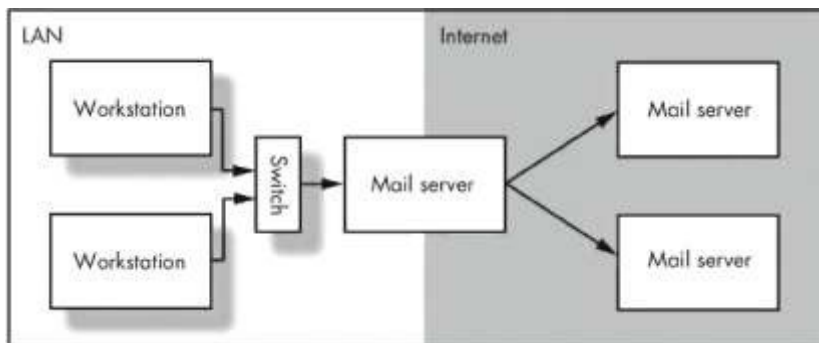 LAN
Internet
Workstation
Mail server
Switch
Mail server
Workstation
Mail server